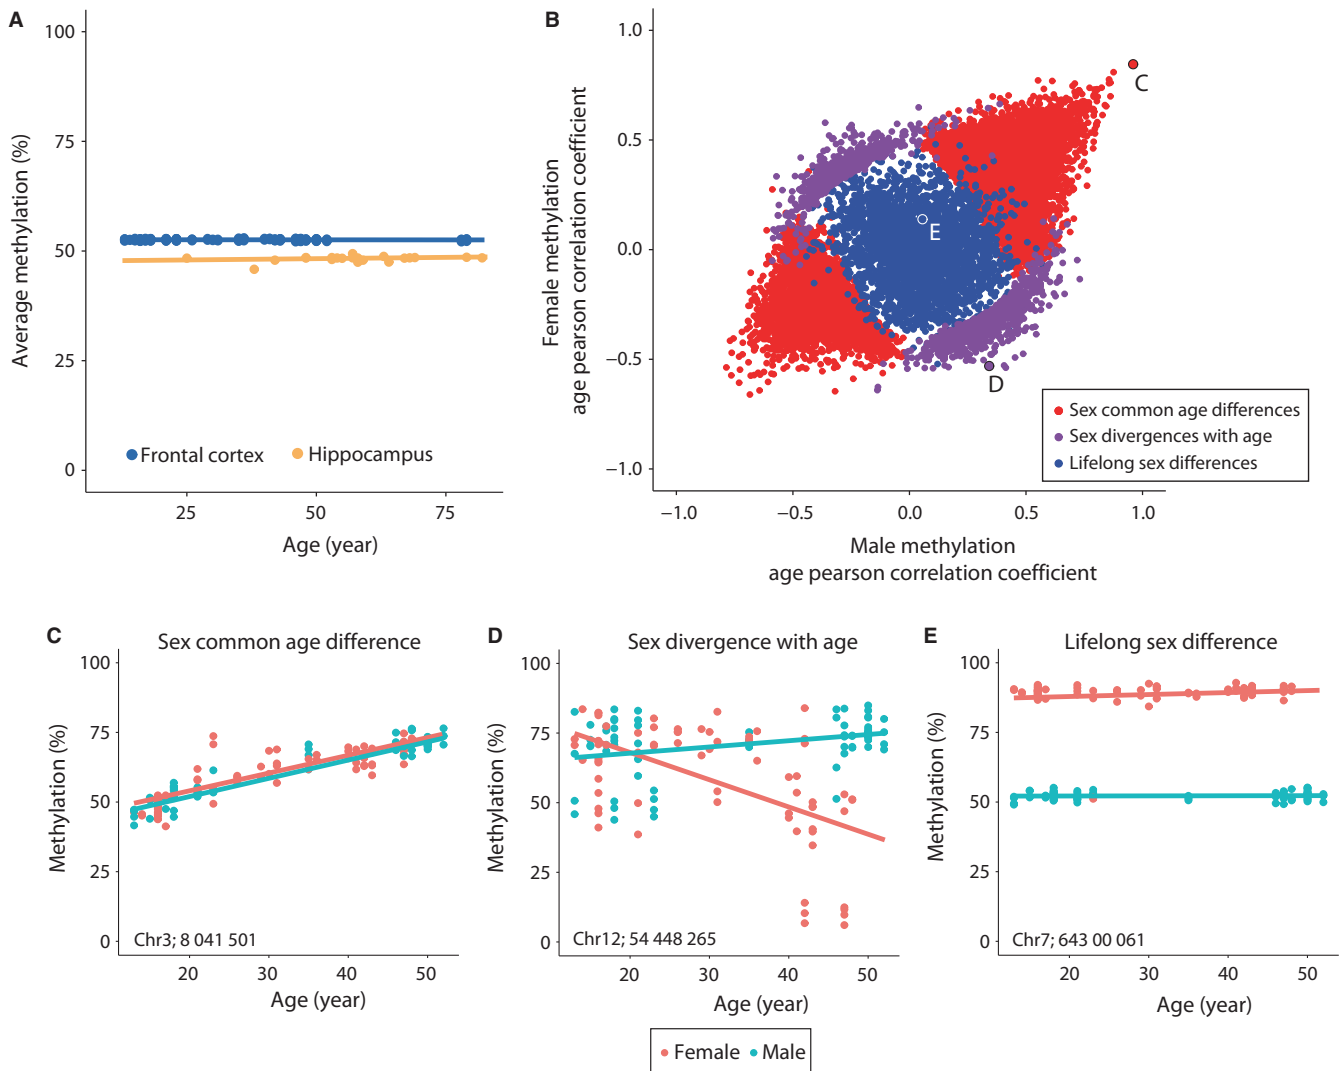 A
100
75
50
25
0
Average methylation (%)
Frontal cortex
Hippocampus
25
50
75
Age (year)
B
1.0
0.5
0.0
−0.5
−1.0
Female methylation
age pearson correlation coefficient
C
E
D
Sex common age differences
Sex divergences with age
Lifelong sex differences
−1.0
−0.5
0.0
0.5
1.0
Male methylation
age pearson correlation coefficient
C
Sex common age difference
100
75
50
25
0
Methylation (%)
Chr3; 8 041 501
20
30
40
50
Age (year)
D
Sex divergence with age
100
75
50
25
0
Methylation (%)
Chr12; 54 448 265
20
30
40
50
Age (year)
E
Lifelong sex difference
100
75
50
25
0
Methylation (%)
Chr7; 643 00 061
20
30
40
50
Age (year)
Female
Male